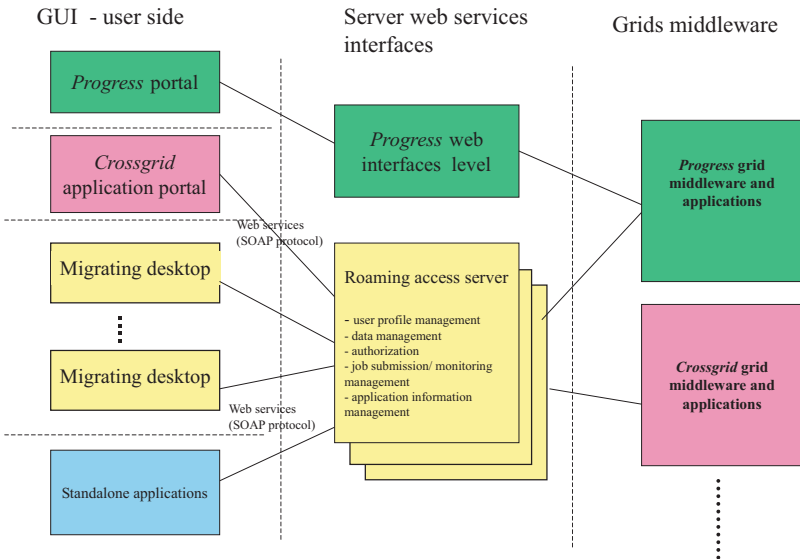 GUI - user side
Server web services
interfaces
Grids middleware
Progress portal
Crossgrid
application portal
Web services
(SOAP protocol)
Migrating desktop
Migrating desktop
Web services
(SOAP protocol)
Standalone applications
Progress web
interfaces level
Roaming access server
- user profile management
- data management
- authorization
- job submission/ monitoring
management
- application information
management
Progress grid
middleware and
applications
Crossgrid grid
middleware and
applications